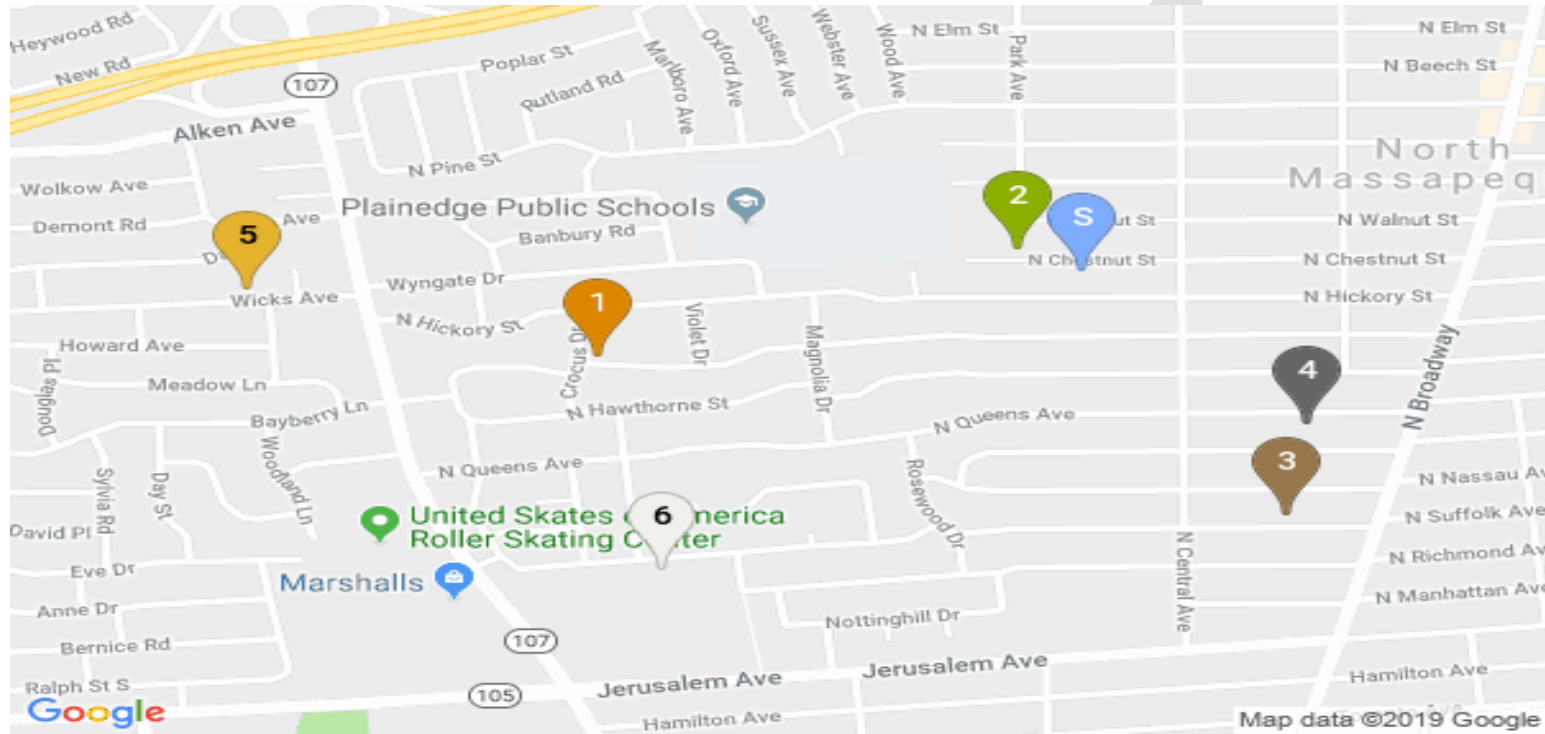 Heywood Rd
New Rd
107
Alken Ave
Poplar St
Rutland Rd
Marlboro Ave
Oxford Ave
Sussex Ave
Webster Ave
Wood Ave
N Elm St
Park Ave
N Elm St
N Beech St
North
Massapeq
N Pine St
Wolkow Ave
Demont Rd
Ave
5
Plainedge Public Schools
Banbury Rd
2
S
ut St
N Walnut St
N Chestnut St
N Chestnut St
Wyngate Dr
Wicks Ave
N Hickory St
N Hickory St
1
Crocus Dr
Violet Dr
Magnolia Dr
Howard Ave
Meadow Ln
Douglas Pl
Bayberry Ln
N Hawthorne St
4
N Broadway
N Queens Ave
N Queens Ave
3
Woodland Ln
Day St
Sylvia Rd
Rosewood Dr
N Nassau Av
N Suffolk Ave
David Pl
United Skates
6
merica
Roller Skating C
ter
Marshalls
Eve Dr
Anne Dr
Bernice Rd
Ralph St S
N Central Ave
N Richmond Av
N Manhattan Ave
Nottinghill Dr
107
105
Jerusalem Ave
Jerusalem Ave
Hamilton Ave
Hamilton Ave
Google
Map data ©2019 Google